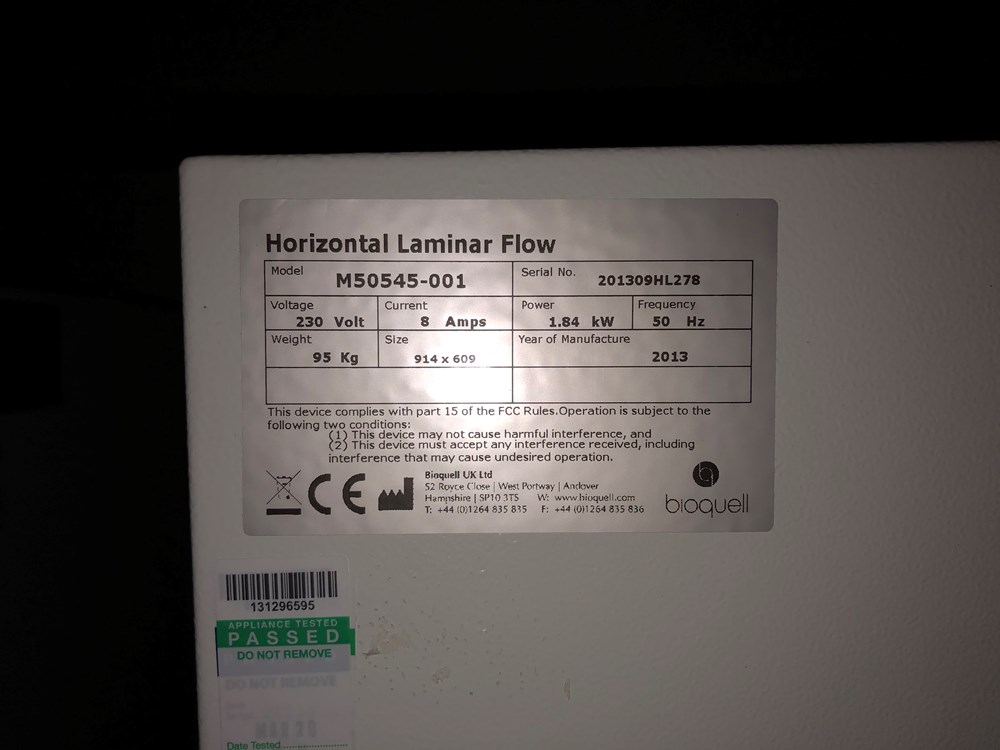 Horizontal Laminar Flow
Model M50545-001 Serial No. 201309HL278
Voltage 230 Volt Current 8 Amps Power 1.84 kW Frequency 50 Hz
Weight 95 Kg Size 914 x 609 Year of Manufacture 2013
This device complies with part 15 of the FCC Rules.Operation is subject to the
following two conditions:
(1) This device may not cause harmful interference, and
(2) This device must accept any interference received, including
interference that may cause undesired operation.
CE
Bioquell UK Ltd
52 Royce Close | West Portway | Andover
Hampshire | SP10 3TS W: www.bioquell.com
T: +44 (0)1264 835 835 F: +44 (0)1264 835 836
bioquell
131296595
APPLIANCE TESTED
PASSED
DO NOT REMOVE
DO NOT REMOVE
Date Tested